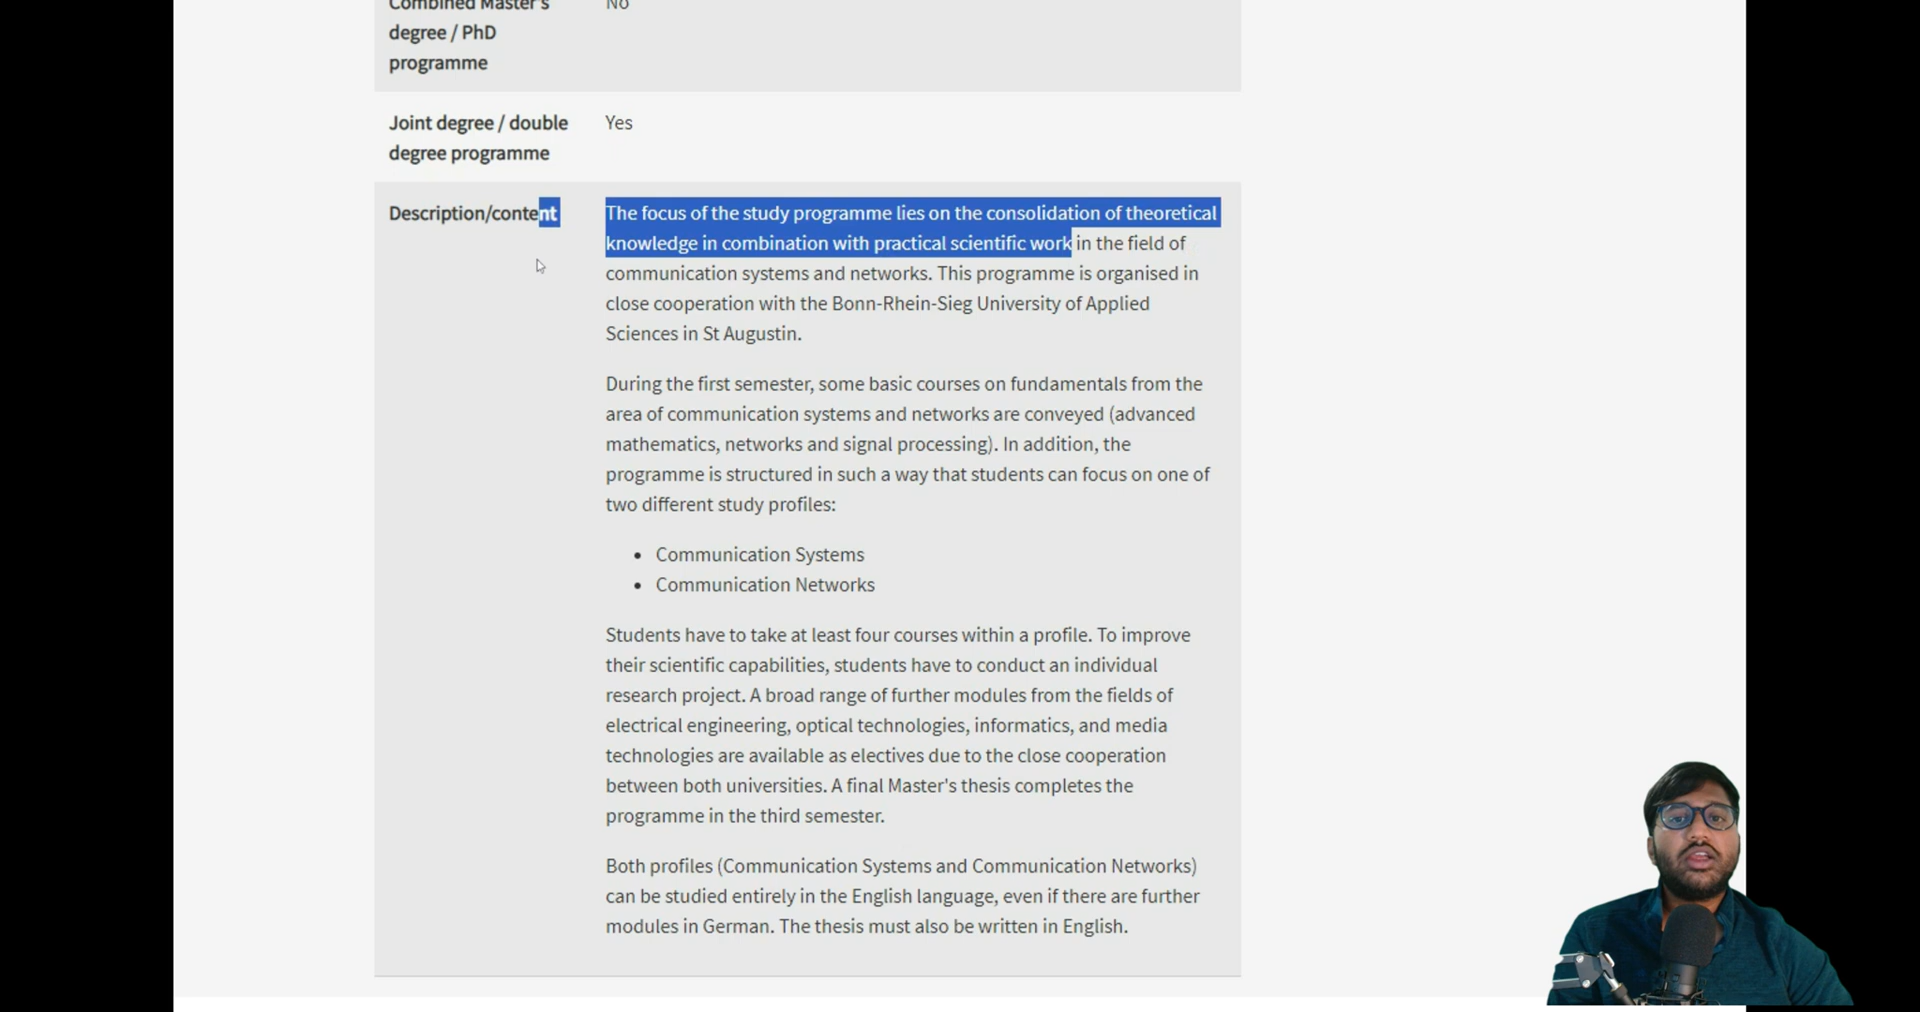 Combined Master's
No
degree / PhD
programme
Joint degree / double
Yes
degree programme
Description/content
The focus of the study programme lies on the consolidation of theoretical
knowledge in combination with practical scientific work in the field of
communication systems and networks. This programme is organised in
close cooperation with the Bonn-Rhein-Sieg University of Applied
Sciences in St Augustin.
During the first semester, some basic courses on fundamentals from the
area of communication systems and networks are conveyed (advanced
mathematics, networks and signal processing). In addition, the
programme is structured in such a way that students can focus on one of
two different study profiles:
• Communication Systems
• Communication Networks
Students have to take at least four courses within a profile. To improve
their scientific capabilities, students have to conduct an individual
research project. A broad range of further modules from the fields of
electrical engineering, optical technologies, informatics, and media
technologies are available as electives due to the close cooperation
between both universities. A final Master's thesis completes the
programme in the third semester.
Both profiles (Communication Systems and Communication Networks)
can be studied entirely in the English language, even if there are further
modules in German. The thesis must also be written in English.